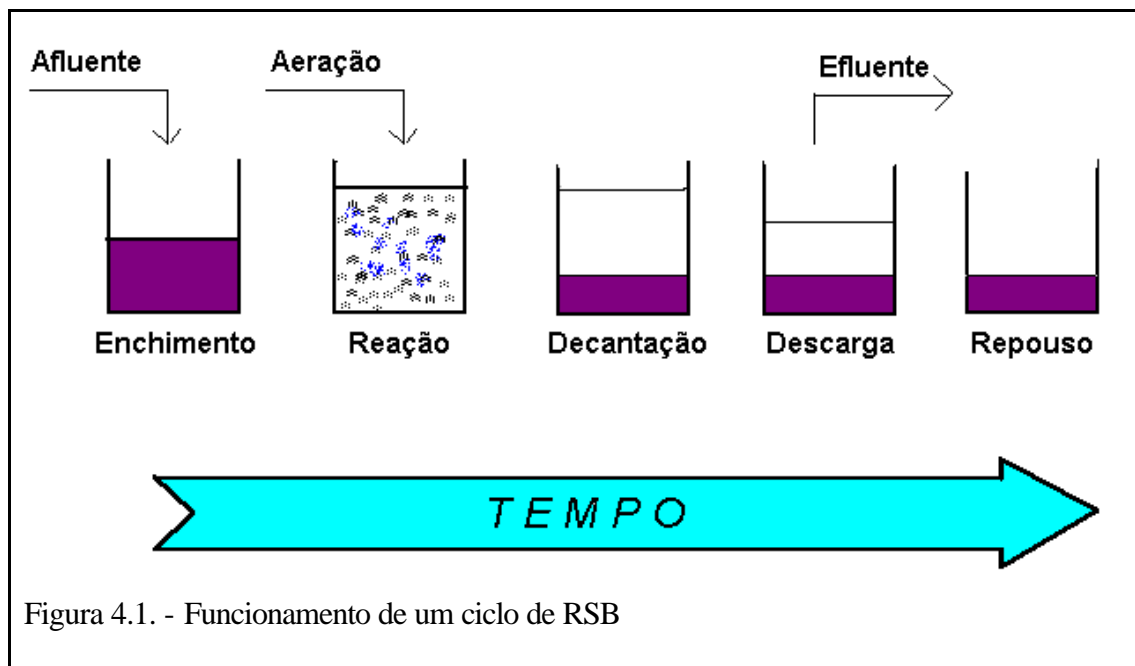 Afluente
Aeração
Efluente
Enchimento
Reação
Decantação
Descarga
Repouso
TEMPO
Figura 4.1. - Funcionamento de um ciclo de RSB